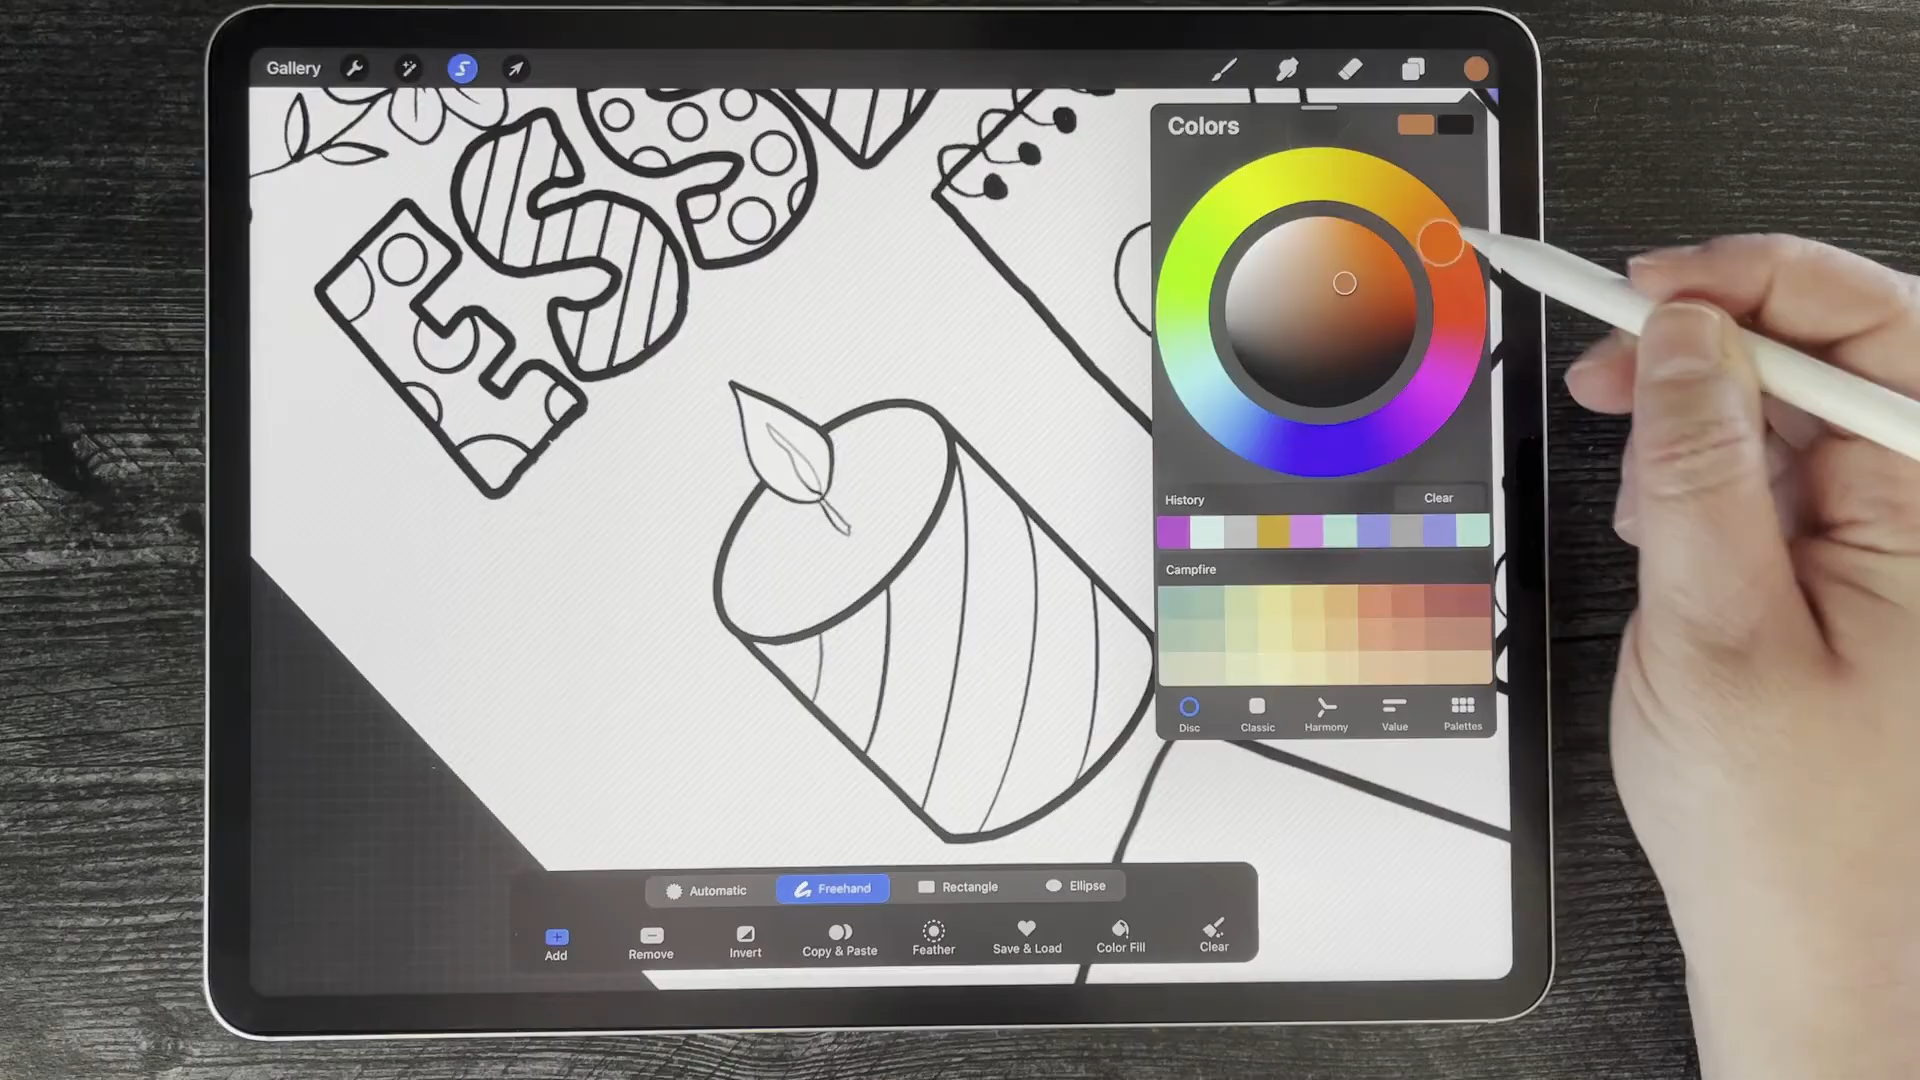 Gallery
Colors
History
Clear
Campfire
Disc
Classic
Harmony
Value
Palettes
Automatic
Freehand
Rectangle
Ellipse
Add
Remove
Invert
Copy & Paste
Feather
Save & Load
Color Fill
Clear